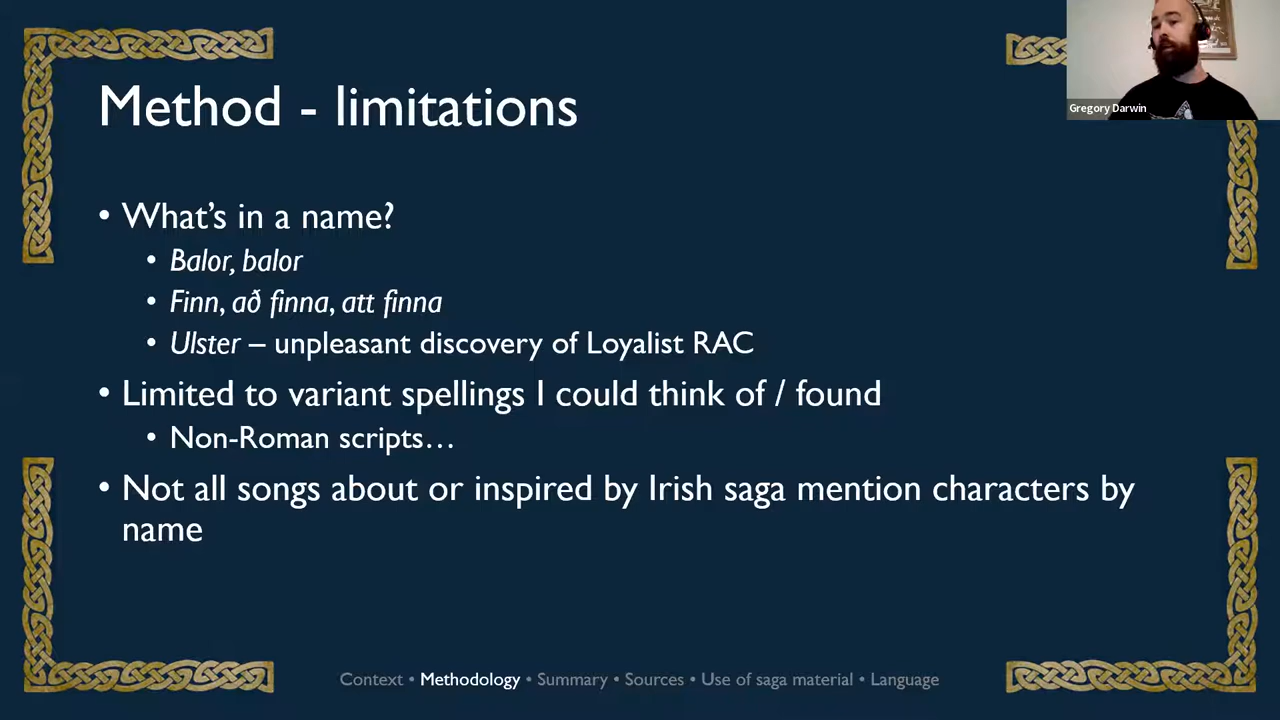 Method - limitations
Gregory Darwin
• What's in a name?
• Balor, balor
• Finn, að finna, att finna
• Ulster – unpleasant discovery of Loyalist RAC
• Limited to variant spellings I could think of / found
• Non-Roman scripts…
• Not all songs about or inspired by Irish saga mention characters by
name
Context • Methodology • Summary • Sources • Use of saga material • Language